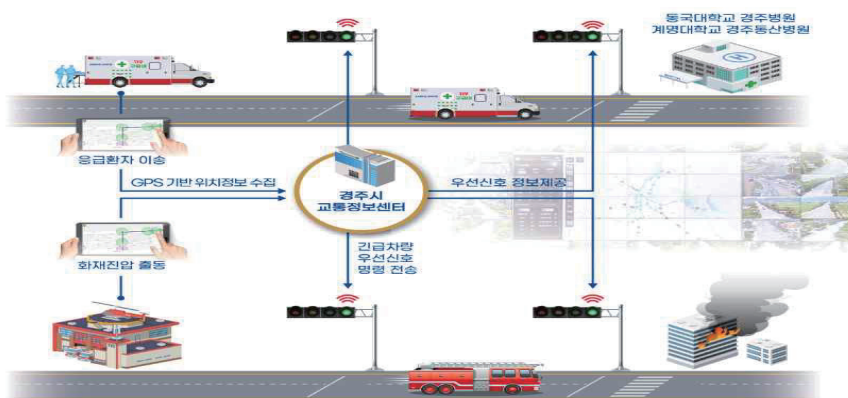 동국대학교 경주병원
계명대학교 경주동산병원
응급환자 이송
GPS 기반 위치정보 수집
우선신호 정보제공
경주시
교통정보센터
화재진압 출동
긴급차량
우선신호
명령 전송